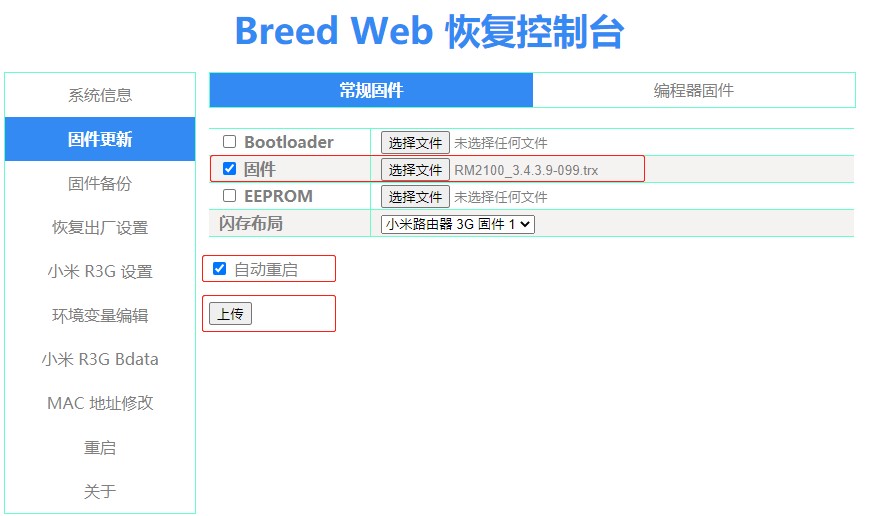 Breed Web 恢复控制台
系统信息
固件更新
固件备份
恢复出厂设置
小米 R3G 设置
环境变量编辑
小米 R3G Bdata
MAC 地址修改
重启
关于
常规固件 编程器固件
Bootloader 选择文件 未选择任何文件
固件 选择文件 RM2100_3.4.3.9-099.trx
EEPROM 选择文件 未选择任何文件
闪存布局 小米路由器 3G 固件 1
自动重启
上传